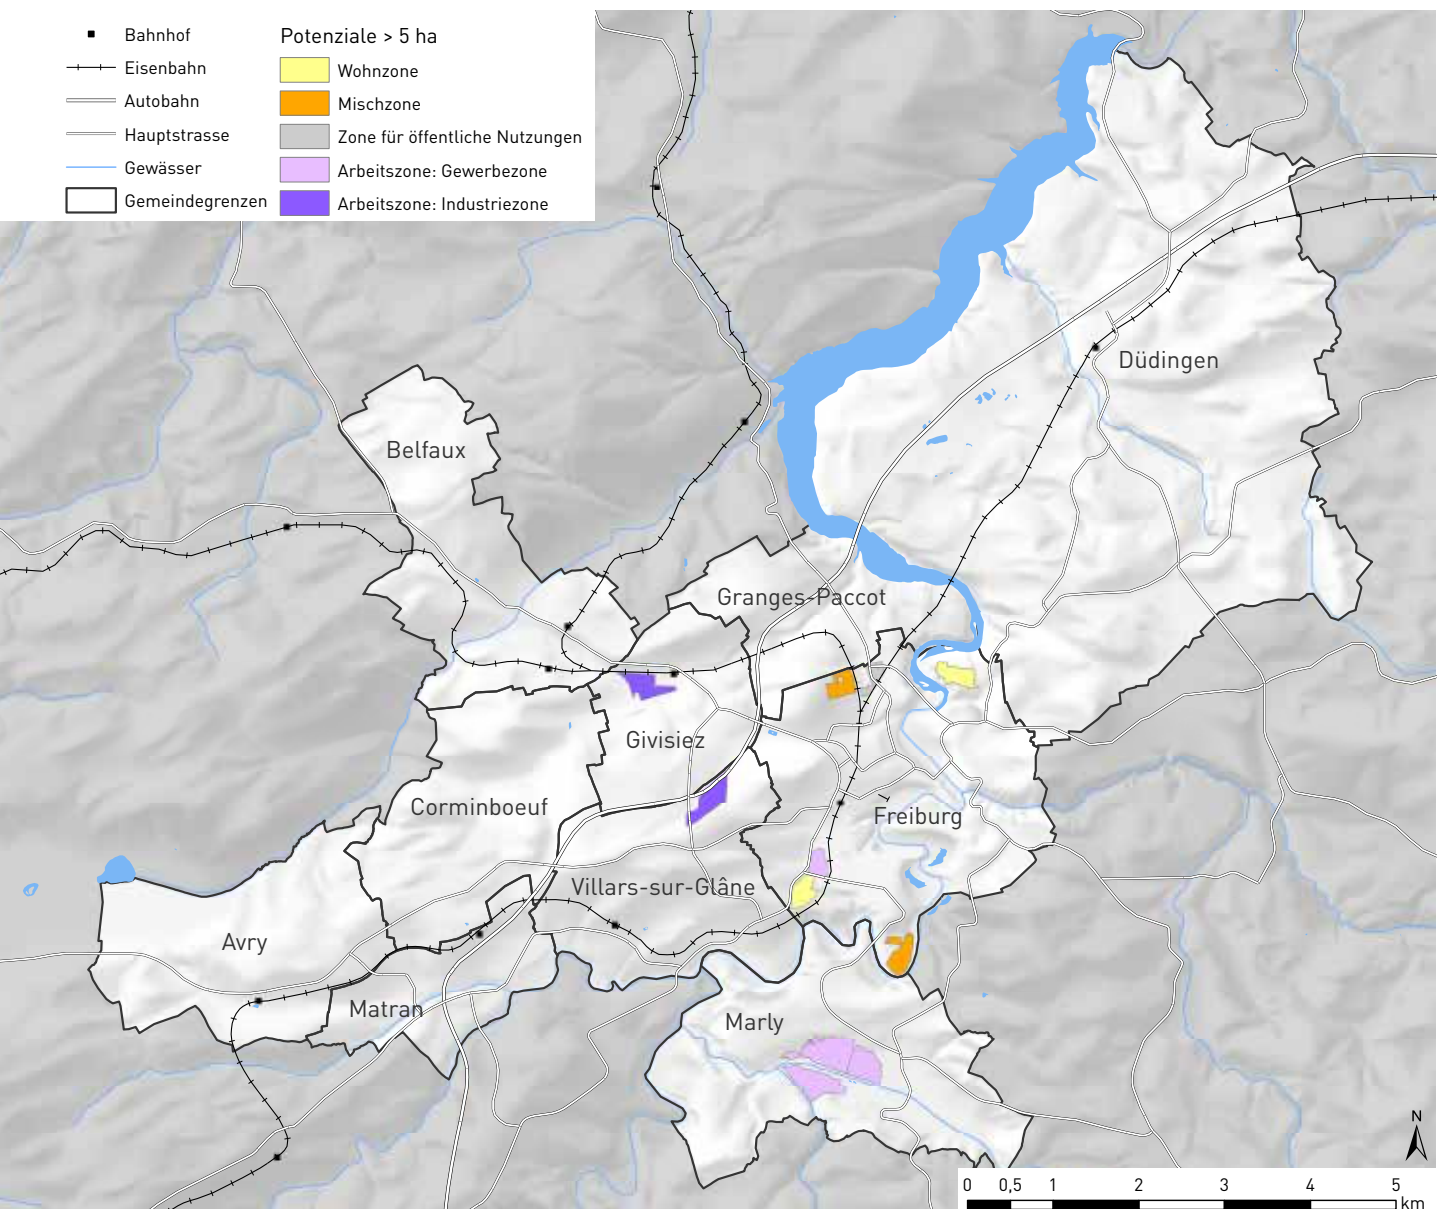 Bahnhof
Eisenbahn
Autobahn
Hauptstrasse
Gewässer
Gemeindegrenzen
Potenziale > 5 ha
Wohnzone
Mischzone
Zone für öffentliche Nutzungen
Arbeitszone: Gewerbezone
Arbeitszone: Industriezone
Düdingen
Belfaux
Granges-Paccot
Givisiez
Corminboeuf
Freiburg
Villars-sur-Glâne
Avry
Matran
Marly
N
0 0,5 1 2 3 4 5
km